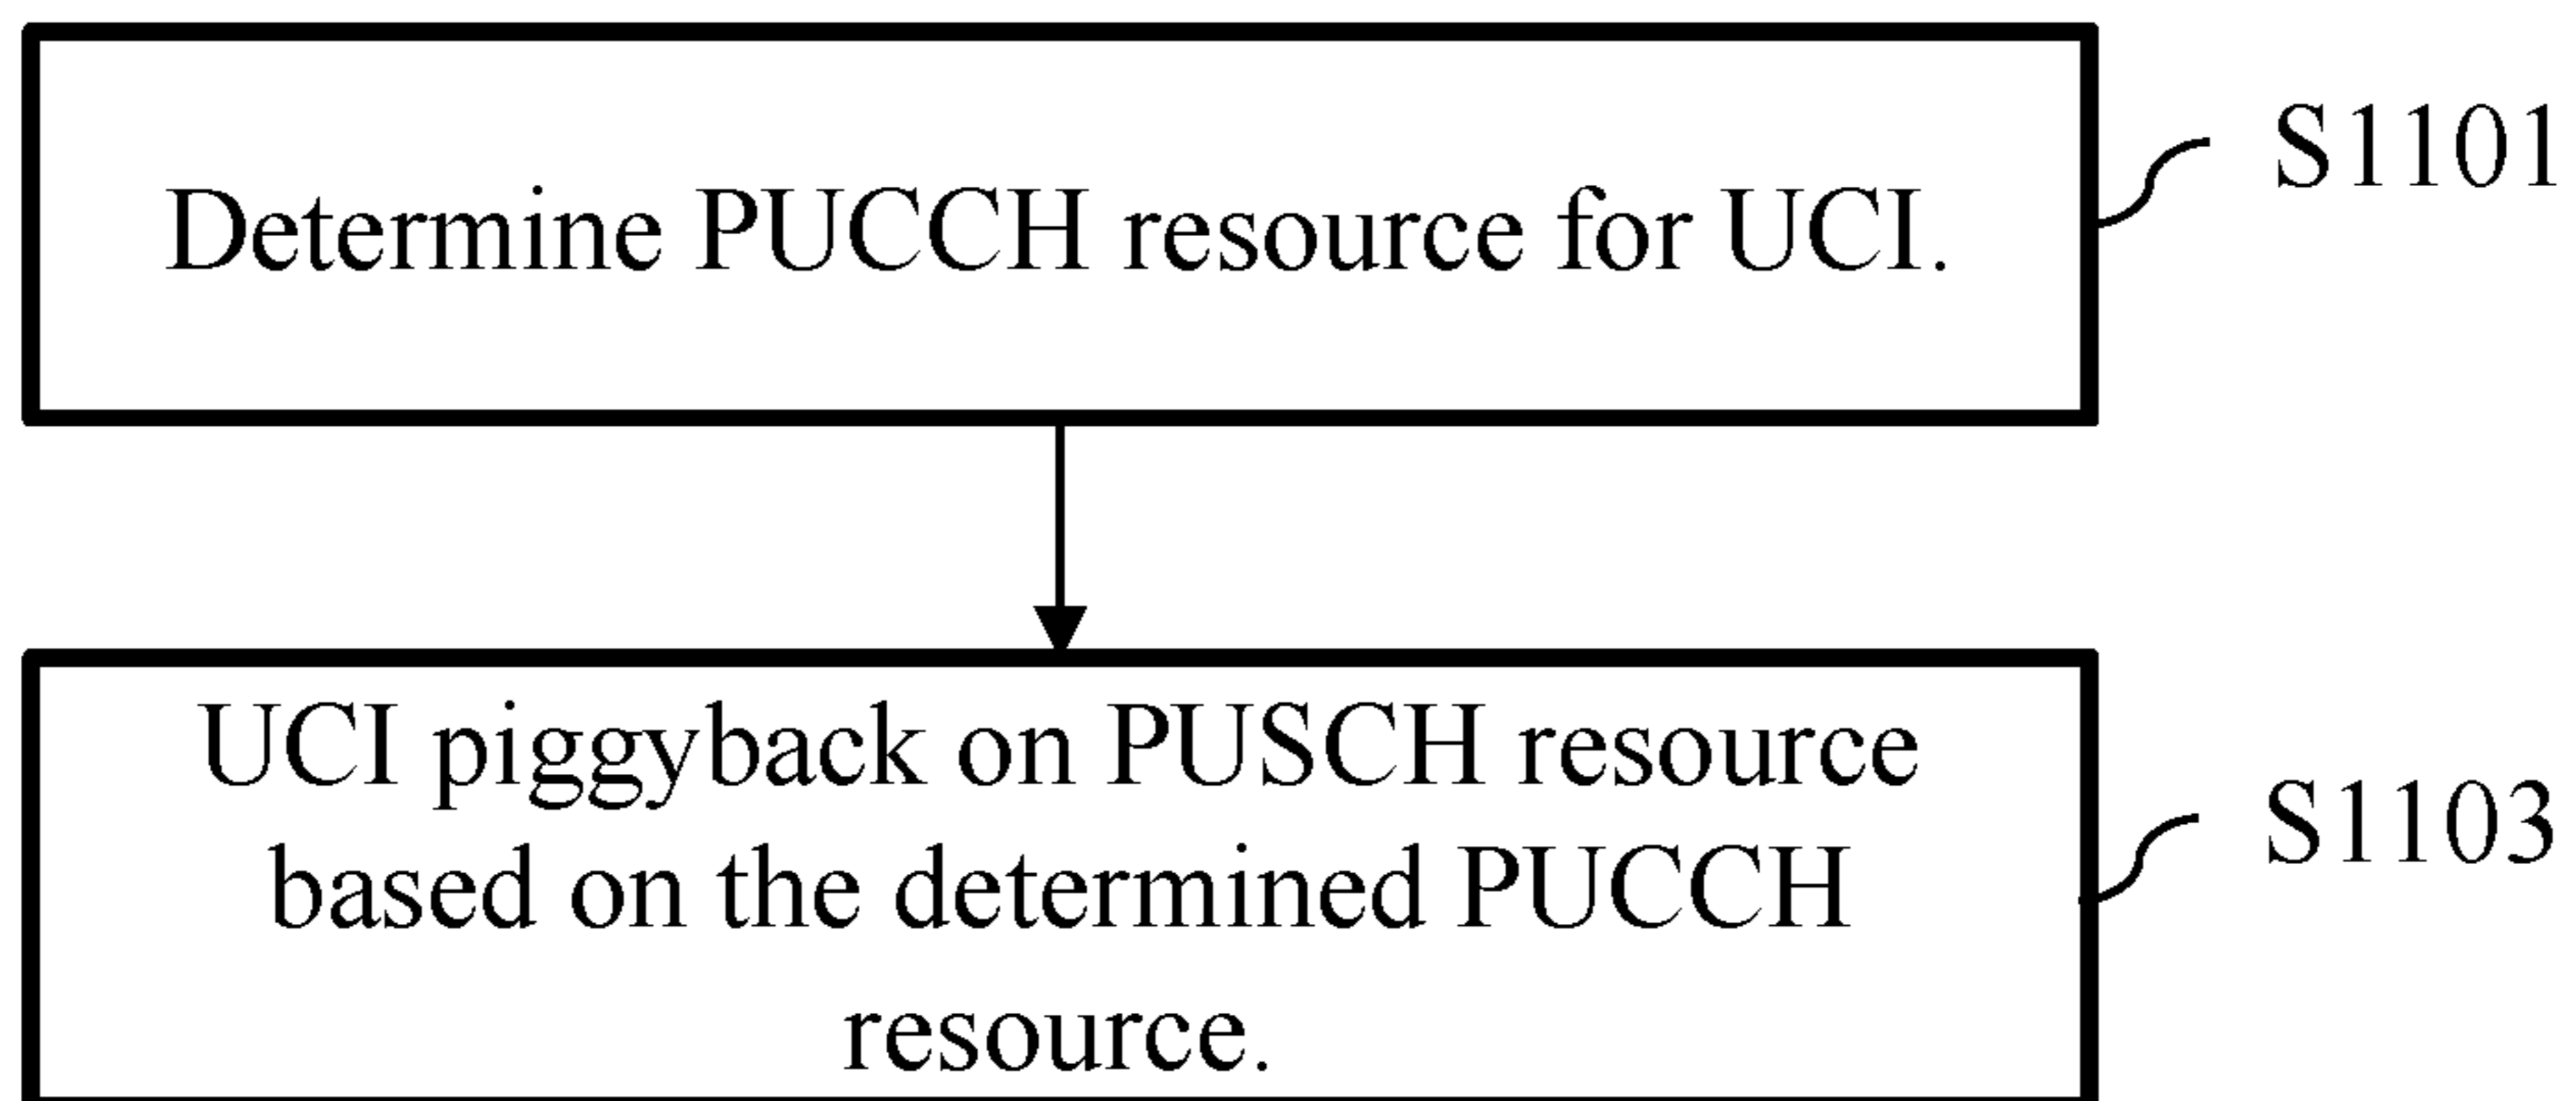 Determine PUCCH resource for UCI.
S1101
UCI piggyback on PUSCH resource
based on the determined PUCCH
resource.
S1103